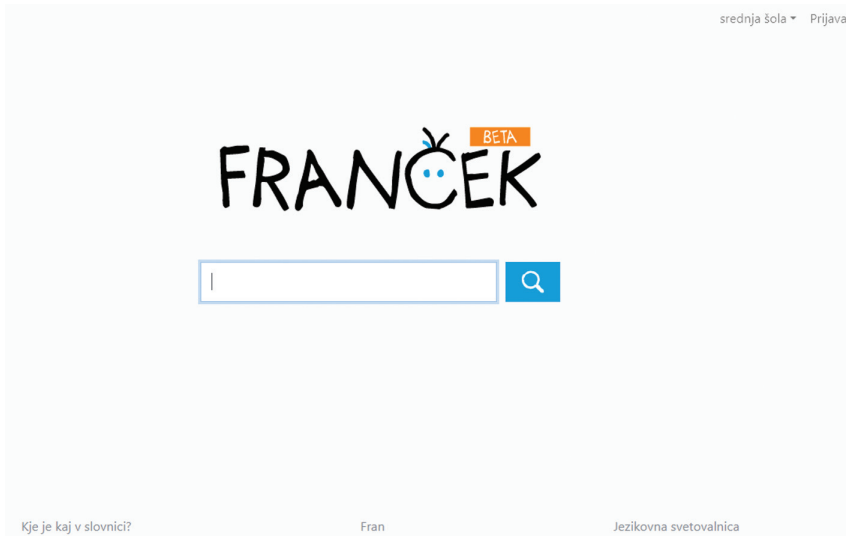 srednja šola Prijava
BETA
FRANČEK
Kje je kaj v slovnici? Fran Jezikovna svetovalnica